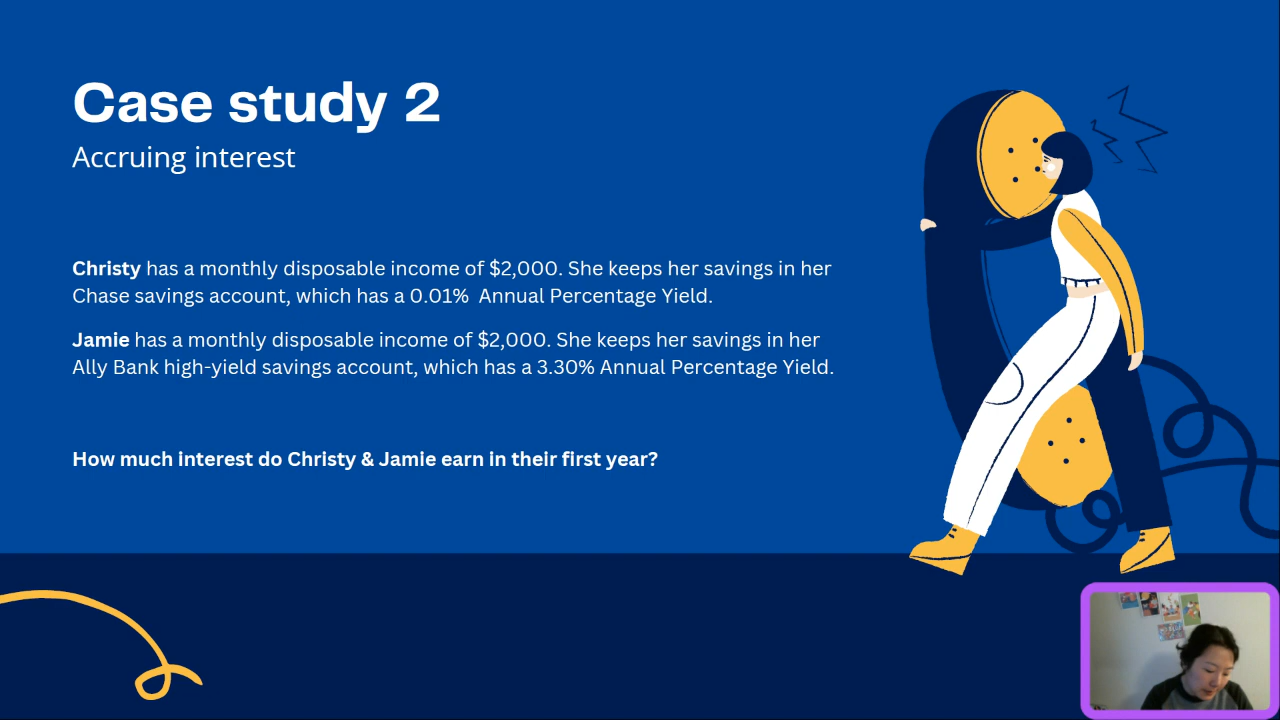 Case study 2
Accruing interest
Christy has a monthly disposable income of $2,000. She keeps her savings in her
Chase savings account, which has a 0.01% Annual Percentage Yield.
Jamie has a monthly disposable income of $2,000. She keeps her savings in her
Ally Bank high-yield savings account, which has a 3.30% Annual Percentage Yield.
How much interest do Christy & Jamie earn in their first year?